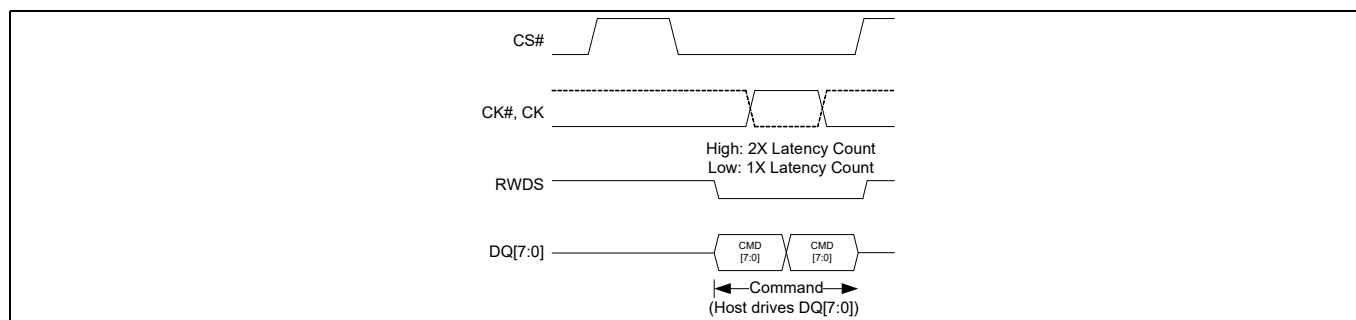 CS#
CK#, CK
High: 2X Latency Count
Low: 1X Latency Count
RWDS
DQ[7:0]
CMD
[7:0]
CMD
[7:0]
Command
(Host drives DQ[7:0])